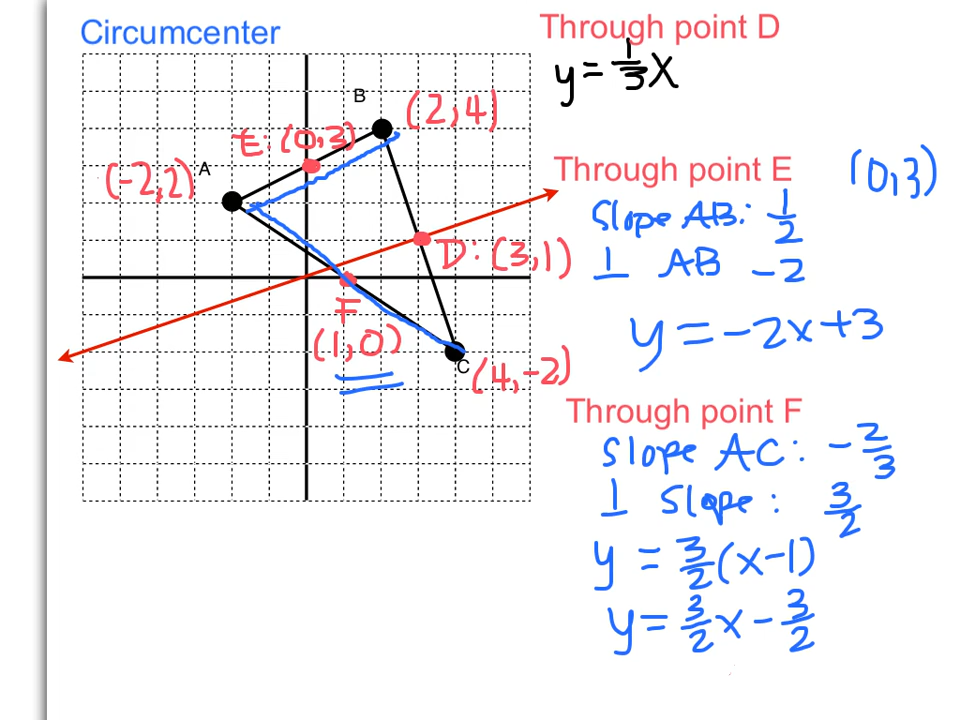 Circumcenter
B
(2,4)
E: (0,3)
(-2,2) A
D: (3,1)
F
(1,0)
C
(4,-2)
Through point D
y = 1/3 x
Through point E (0,3)
Slope AB: 1/2
⊥ AB -2
y = -2x+3
Through point F
Slope AC: -2/3
⊥ Slope: 3/2
y = 3/2(x-1)
y = 3/2x - 3/2